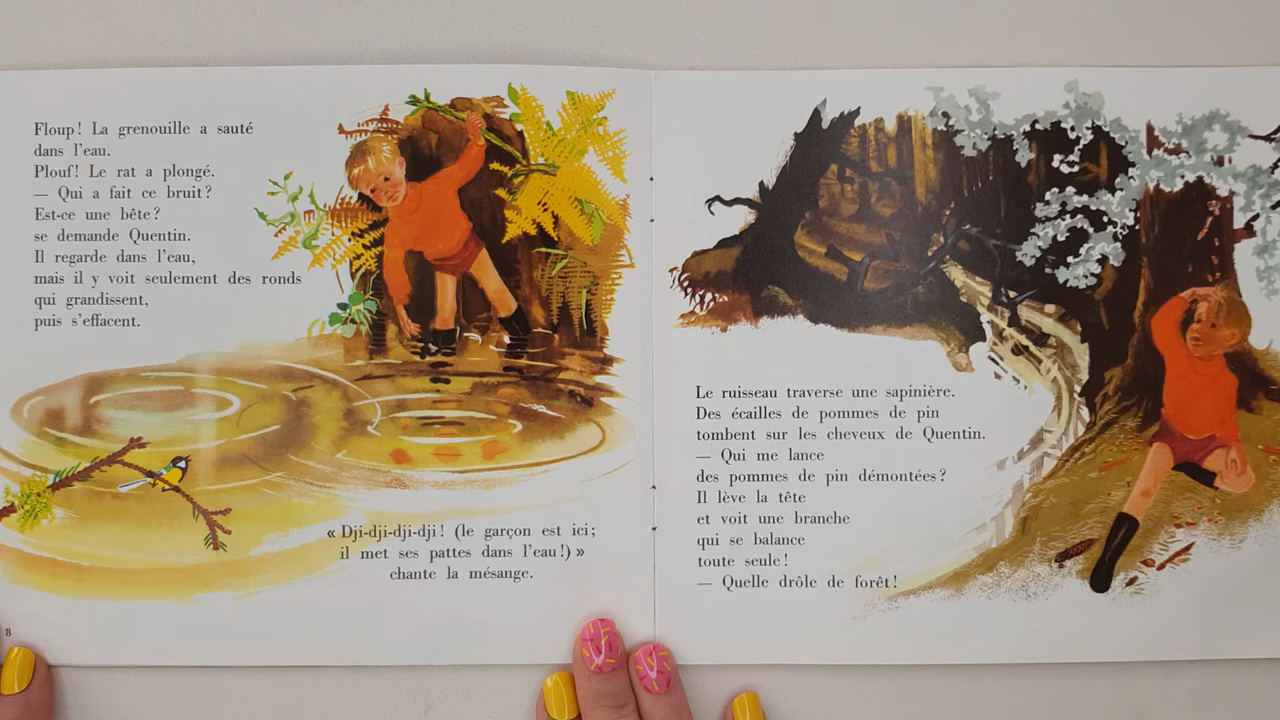 Floup! La grenouille a sauté
dans l'eau.
Plouf! Le rat a plongé.
— Qui a fait ce bruit?
Est-ce une bête?
se demande Quentin.
Il regarde dans l'eau,
mais il y voit seulement des ronds
qui grandissent,
puis s'effacent.
« Dji-dji-dji-dji! (le garçon est ici;
il met ses pattes dans l'eau!) »
chante la mésange.
8
Le ruisseau traverse une sapinière.
Des écailles de pommes de pin
tombent sur les cheveux de Quentin.
— Qui me lance
des pommes de pin démontées?
Il lève la tête
et voit une branche
qui se balance
toute seule!
— Quelle drôle de forêt!